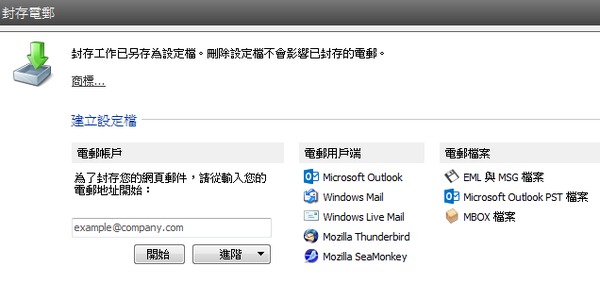 封存電郵
封存工作已另存為設定檔。刪除設定檔不會影響已封存的電郵。
商標...
建立設定檔
電郵帳戶
為了封存您的網頁郵件，請從輸入您的
電郵地址開始：
example@company.com
開始
進階
電郵用戶端
Microsoft Outlook
Windows Mail
Windows Live Mail
Mozilla Thunderbird
Mozilla SeaMonkey
電郵檔案
EML 與 MSG 檔案
Microsoft Outlook PST 檔案
MBOX 檔案